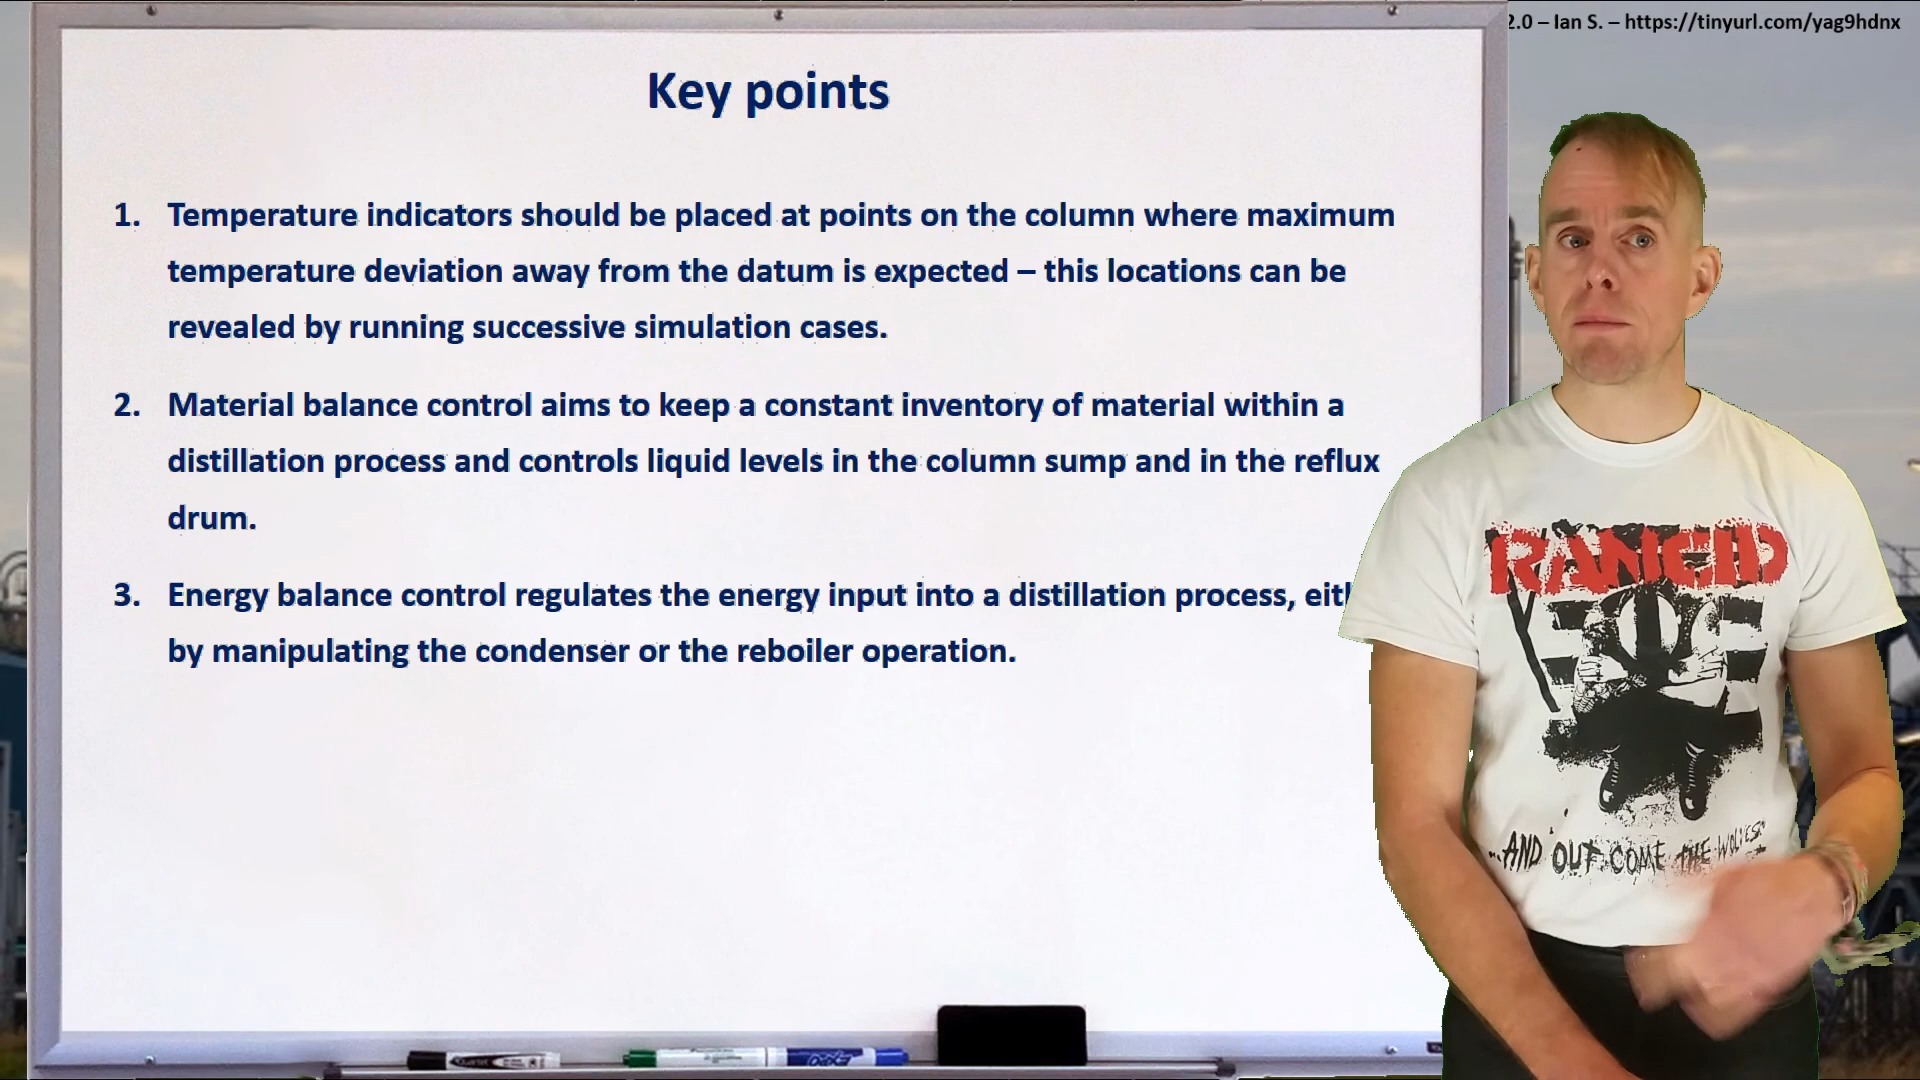 2.0 – Ian S. – https://tinyurl.com/yag9hdnx
Key points
1. Temperature indicators should be placed at points on the column where maximum
temperature deviation away from the datum is expected – this locations can be
revealed by running successive simulation cases.
2. Material balance control aims to keep a constant inventory of material within a
distillation process and controls liquid levels in the column sump and in the reflux
drum.
3. Energy balance control regulates the energy input into a distillation process,
by manipulating the condenser or the reboiler operation.
RANCID
...AND OUT COME THE WOLVES